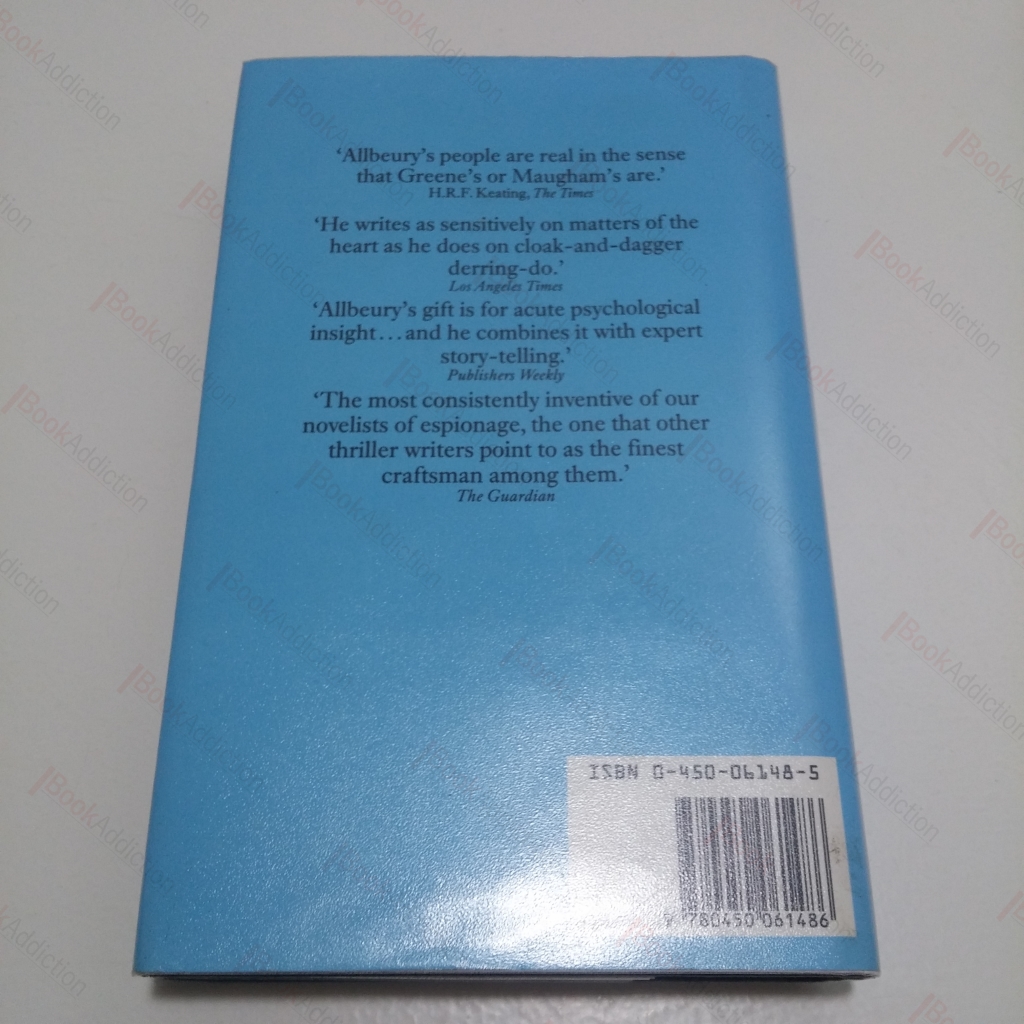 ‘Allbeury’s people are real in the sense
that Greene’s or Maugham’s are.’
H.R.F. Keating, The Times
‘He writes as sensitively on matters of the
heart as he does on cloak-and-dagger
derring-do.’
Los Angeles Times
‘Allbeury’s gift is for acute psychological
insight...and he combines it with expert
story-telling.’
Publishers Weekly
‘The most consistently inventive of our
novelists of espionage, the one that other
thriller writers point to as the finest
craftsman among them.’
The Guardian
ISBN 0-450-06148-5
9 780450 061486
BookAddiction